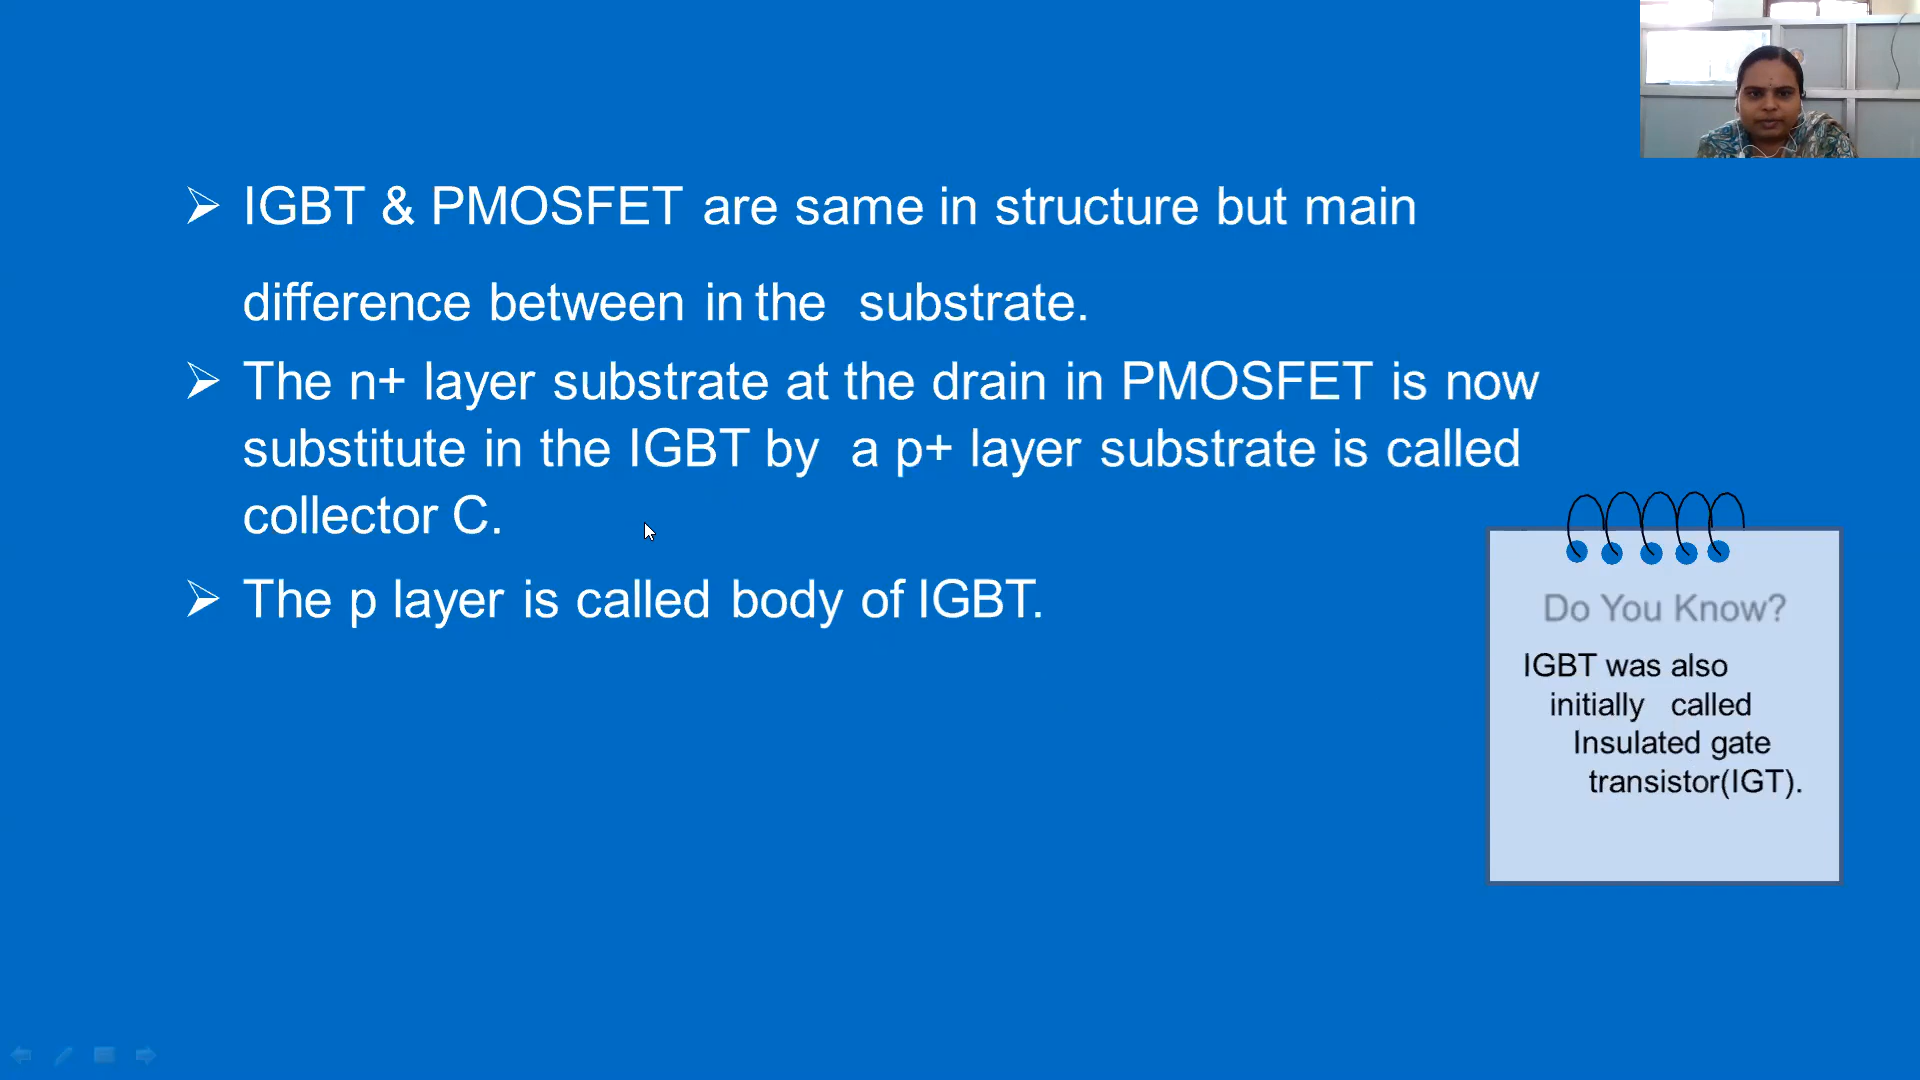 IGBT & PMOSFET are same in structure but main
difference between in the substrate.
The n+ layer substrate at the drain in PMOSFET is now
substitute in the IGBT by a p+ layer substrate is called
collector C.
The p layer is called body of IGBT.
Do You Know?
IGBT was also
initially called
Insulated gate
transistor(IGT).